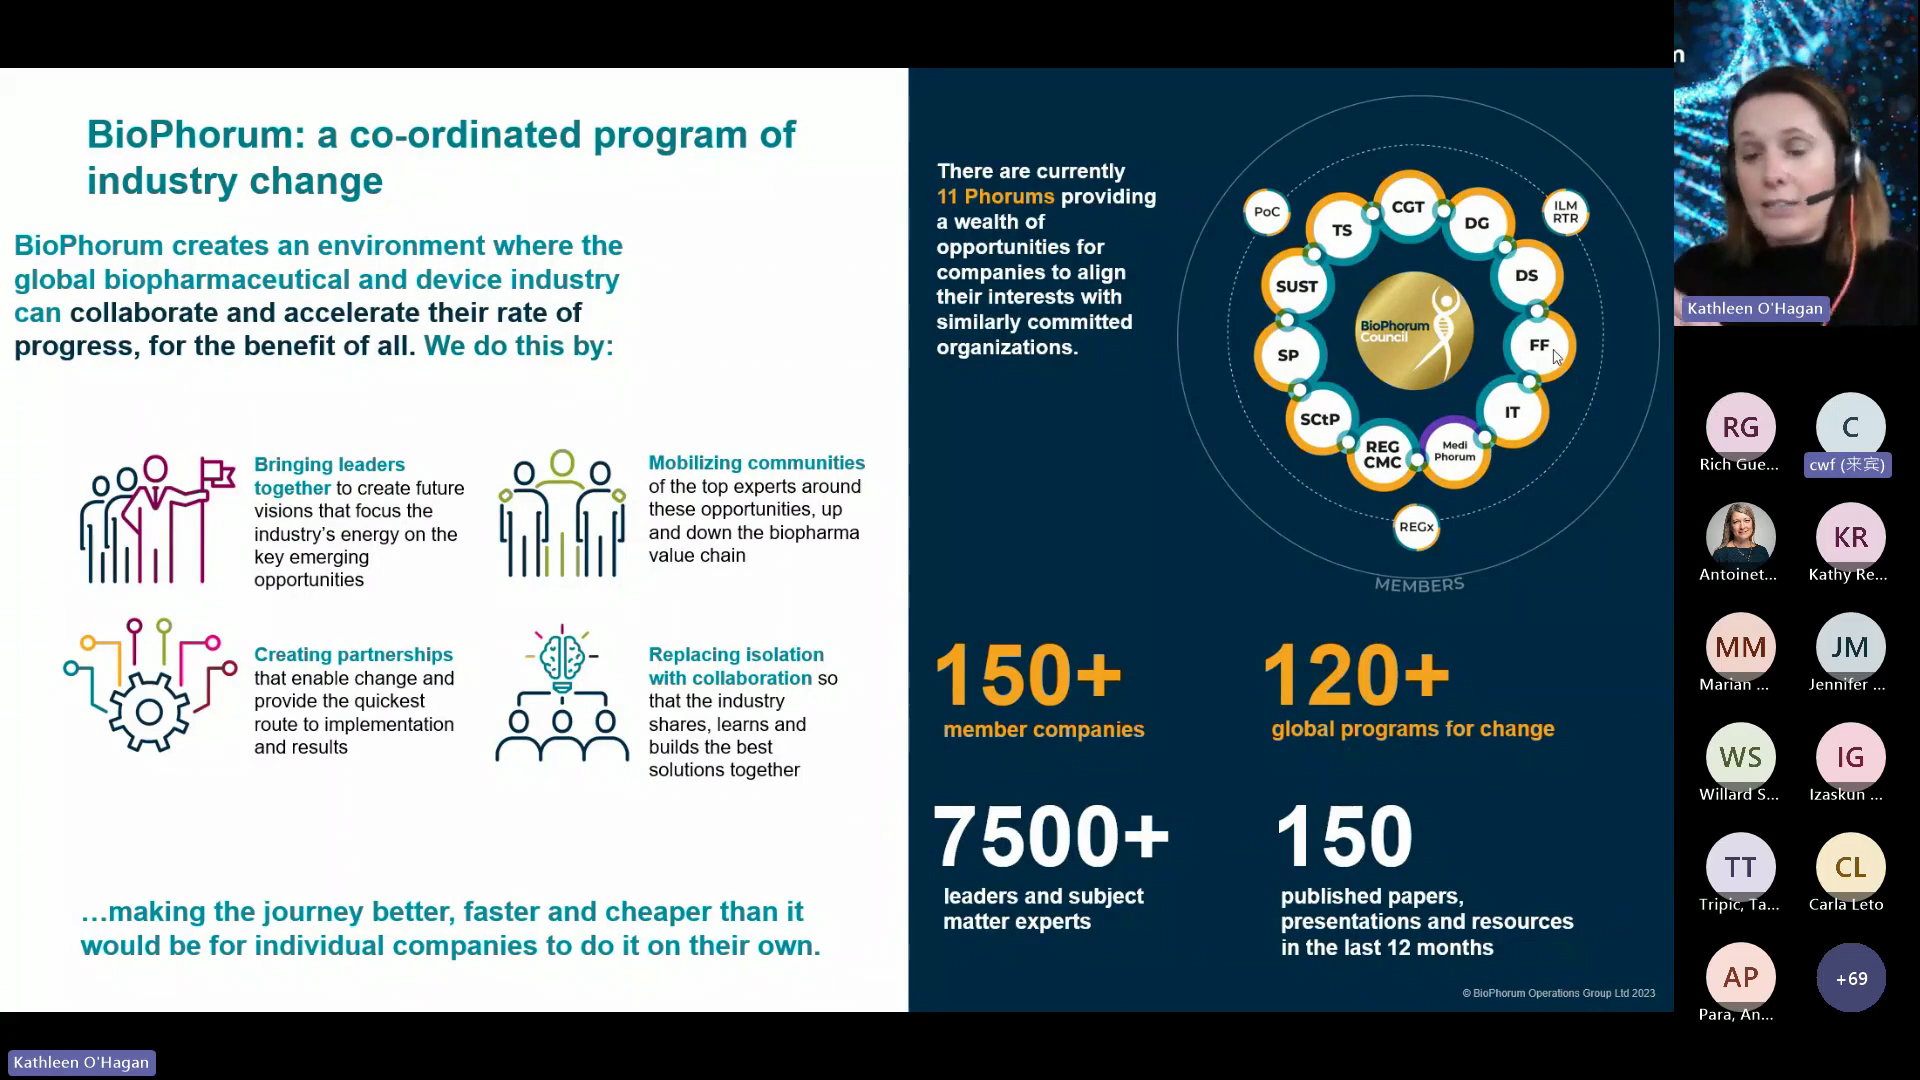 BioPhorum: a co-ordinated program of
industry change
BioPhorum creates an environment where the
global biopharmaceutical and device industry
can collaborate and accelerate their rate of
progress, for the benefit of all. We do this by:
Bringing leaders
together to create future
visions that focus the
industry's energy on the
key emerging
opportunities
Mobilizing communities
of the top experts around
these opportunities, up
and down the biopharma
value chain
Creating partnerships
that enable change and
provide the quickest
route to implementation
and results
Replacing isolation
with collaboration so
that the industry
shares, learns and
builds the best
solutions together
…making the journey better, faster and cheaper than it
would be for individual companies to do it on their own.
There are currently
11 Phorums providing
a wealth of
opportunities for
companies to align
their interests with
similarly committed
organizations.
PoC
ILM
RTR
CGT
TS
DG
SUST
DS
BioPhorum
Council
SP
FF
SCtP
IT
REG
CMC
Medi
Phorum
REGx
MEMBERS
150+
member companies
120+
global programs for change
7500+
leaders and subject
matter experts
150
published papers,
presentations and resources
in the last 12 months
© BioPhorum Operations Group Ltd 2023
Kathleen O'Hagan
m
Kathleen O'Hagan
RG
Rich Gue...
C
cwf (来宾)
Antoinet...
KR
Kathy Re...
MM
Marian ...
JM
Jennifer ...
WS
Willard S...
IG
Izaskun ...
TT
Tripic, Ta...
CL
Carla Leto
AP
Para, An...
+69